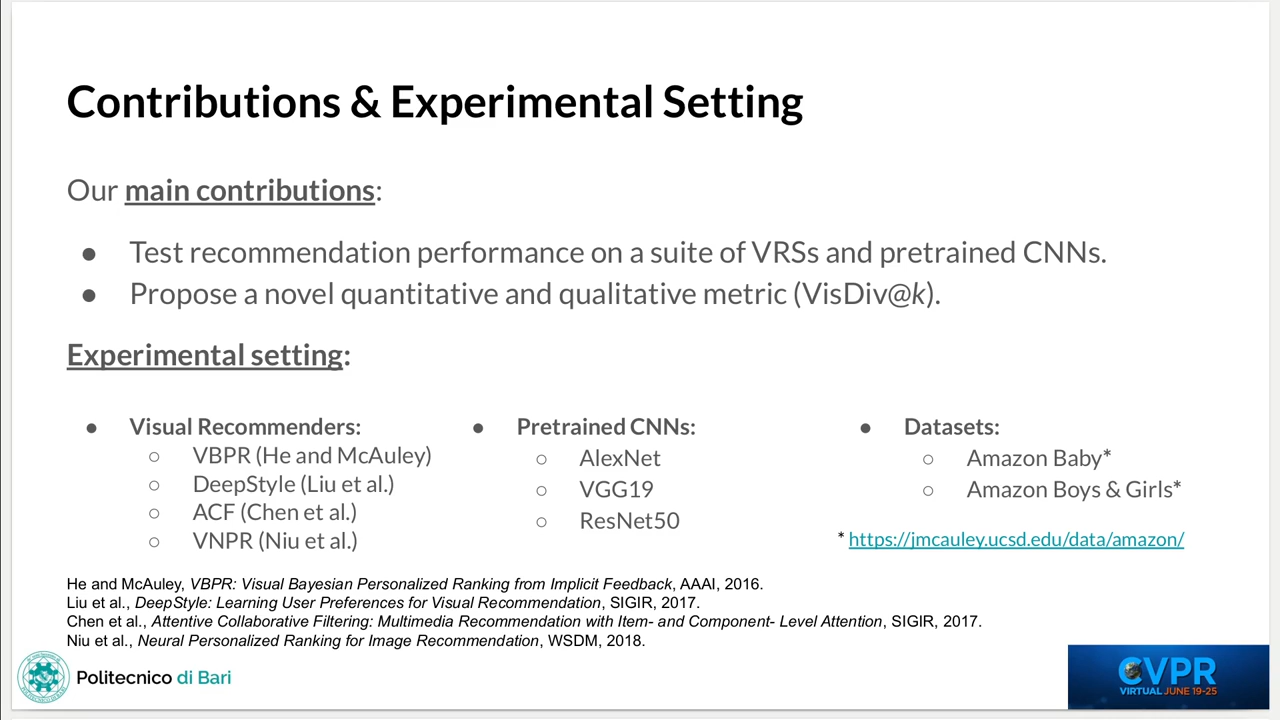 Contributions & Experimental Setting
Our main contributions:
● Test recommendation performance on a suite of VRSs and pretrained CNNs.
● Propose a novel quantitative and qualitative metric (VisDiv@k).
Experimental setting:
● Visual Recommenders:
○ VBPR (He and McAuley)
○ DeepStyle (Liu et al.)
○ ACF (Chen et al.)
○ VNPR (Niu et al.)
● Pretrained CNNs:
○ AlexNet
○ VGG19
○ ResNet50
● Datasets:
○ Amazon Baby*
○ Amazon Boys & Girls*
* https://jmcauley.ucsd.edu/data/amazon/
He and McAuley, VBPR: Visual Bayesian Personalized Ranking from Implicit Feedback, AAAI, 2016.
Liu et al., DeepStyle: Learning User Preferences for Visual Recommendation, SIGIR, 2017.
Chen et al., Attentive Collaborative Filtering: Multimedia Recommendation with Item- and Component- Level Attention, SIGIR, 2017.
Niu et al., Neural Personalized Ranking for Image Recommendation, WSDM, 2018.
Politecnico di Bari
CVPR
VIRTUAL JUNE 19-25